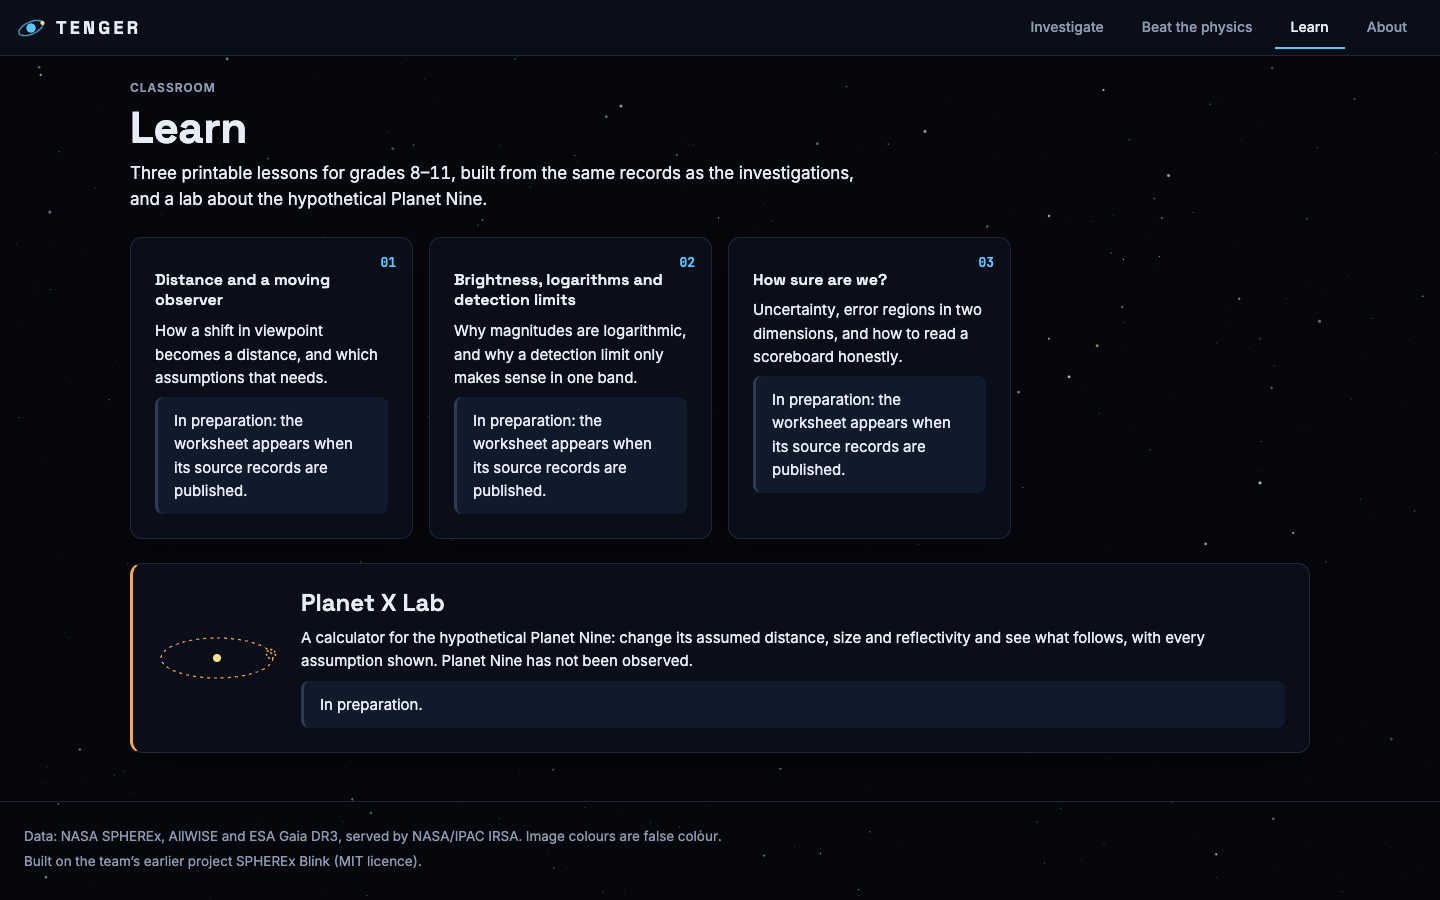 TENGER
Investigate
Beat the physics
Learn
About
CLASSROOM
Learn
Three printable lessons for grades 8–11, built from the same records as the investigations,
and a lab about the hypothetical Planet Nine.
01
Distance and a moving
observer
How a shift in viewpoint
becomes a distance, and which
assumptions that needs.
In preparation: the
worksheet appears when
its source records are
published.
02
Brightness, logarithms and
detection limits
Why magnitudes are logarithmic,
and why a detection limit only
makes sense in one band.
In preparation: the
worksheet appears when
its source records are
published.
03
How sure are we?
Uncertainty, error regions in two
dimensions, and how to read a
scoreboard honestly.
In preparation: the
worksheet appears when
its source records are
published.
Planet X Lab
A calculator for the hypothetical Planet Nine: change its assumed distance, size and reflectivity and see what follows, with every
assumption shown. Planet Nine has not been observed.
In preparation.
Data: NASA SPHEREx, AllWISE and ESA Gaia DR3, served by NASA/IPAC IRSA. Image colours are false colour.
Built on the team’s earlier project SPHEREx Blink (MIT licence).